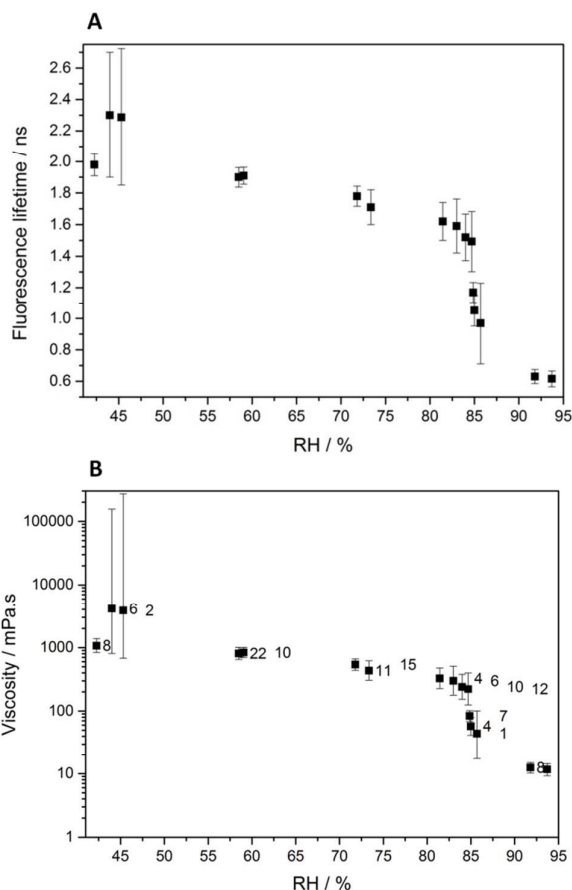 A
Fluorescence lifetime / ns
2.6
2.4
2.2
2.0
1.8
1.6
1.4
1.2
1.0
0.8
0.6
45 50 55 60 65 70 75 80 85 90 95
RH / %
B
Viscosity / mPa.s
100000
10000
1000
100
10
1
6 2
8
22 10
11 15
4 6 10 12
7
4 1
8
45 50 55 60 65 70 75 80 85 90 95
RH / %